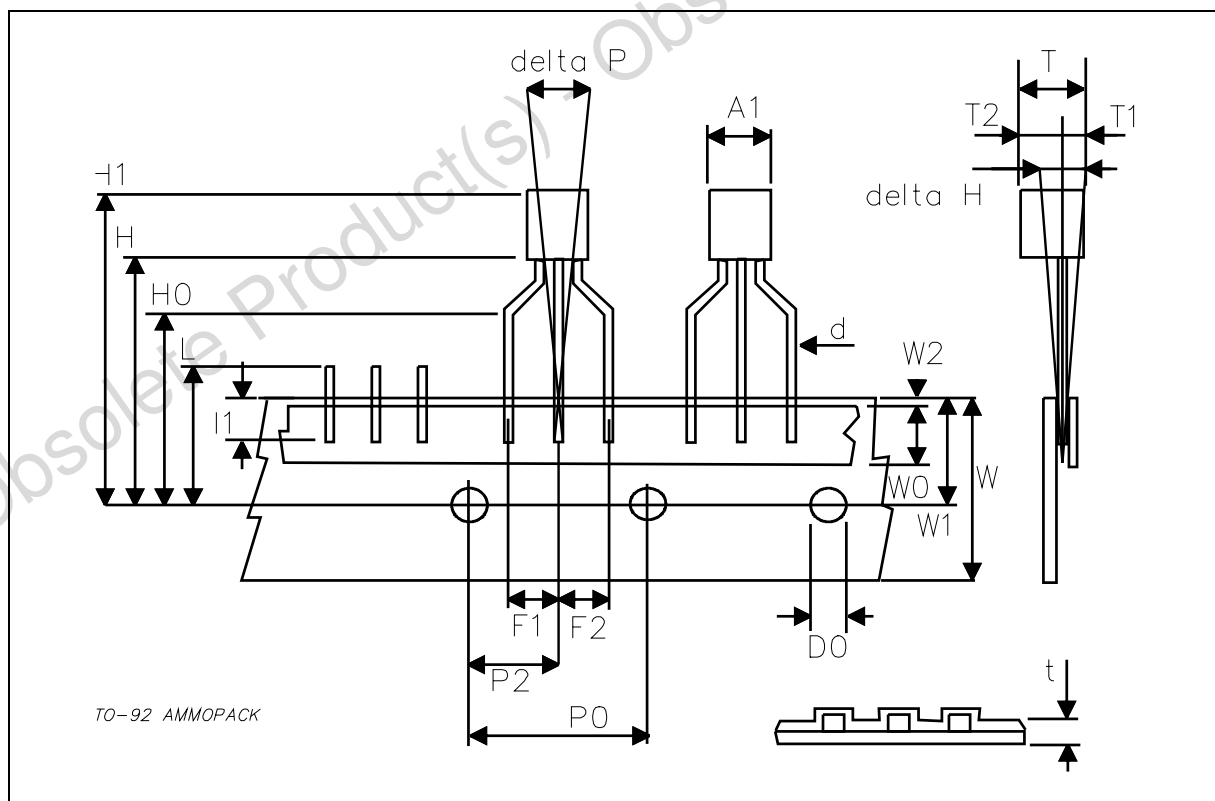 Obsolete Product(s) - Obs
delta P
T
A1
T2
T1
H1
delta H
H
H0
d
L
W2
l1
W0
W
W1
F1
F2
D0
P2
t
P0
TO-92 AMMOPACK